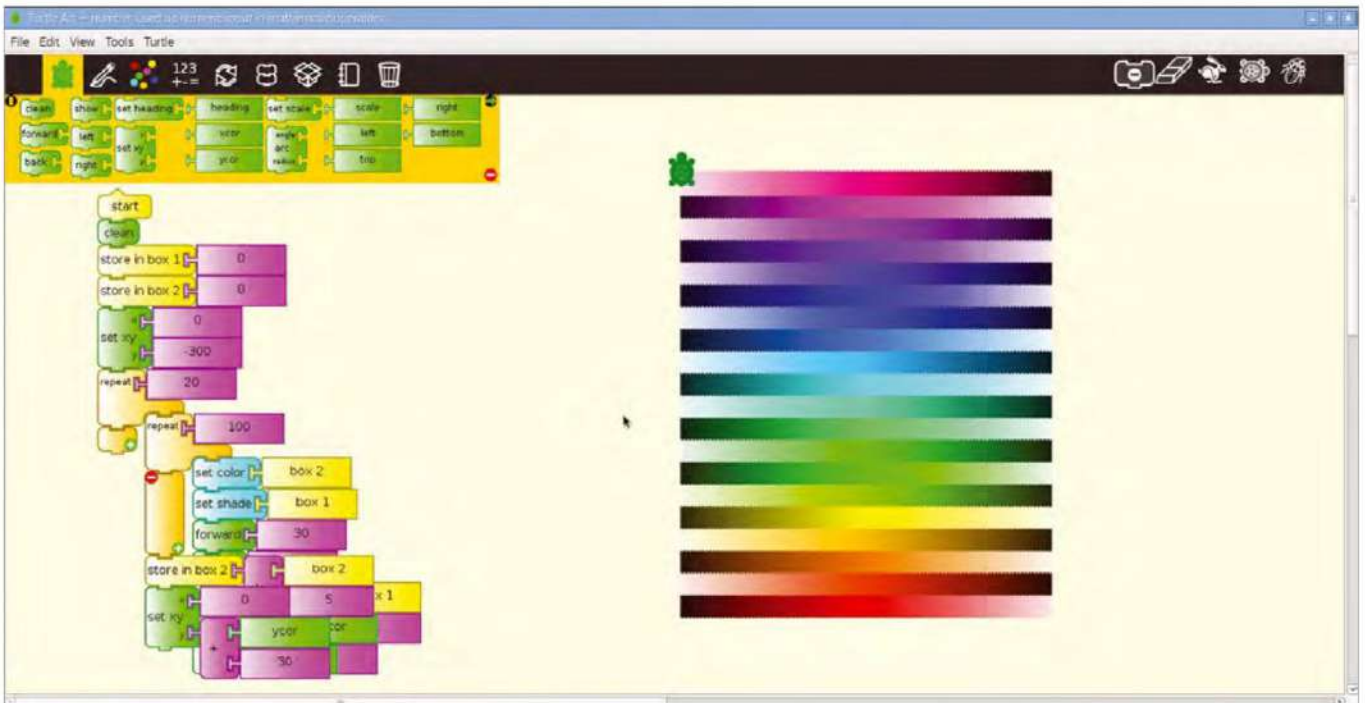 File Edit View Tools Turtle
123
+-=
clean show set heading heading set scale scale right
forward left set xy x xcor angle arc radius left bottom
back right y ycor top
start
clean
store in box 1 0
store in box 2 0
set xy x 0
y -300
repeat 20
repeat 100
set color box 2
set shade box 1
forward 30
store in box 2 box 2
set xy x 0 5 x 1
y ycor cor
+ 30